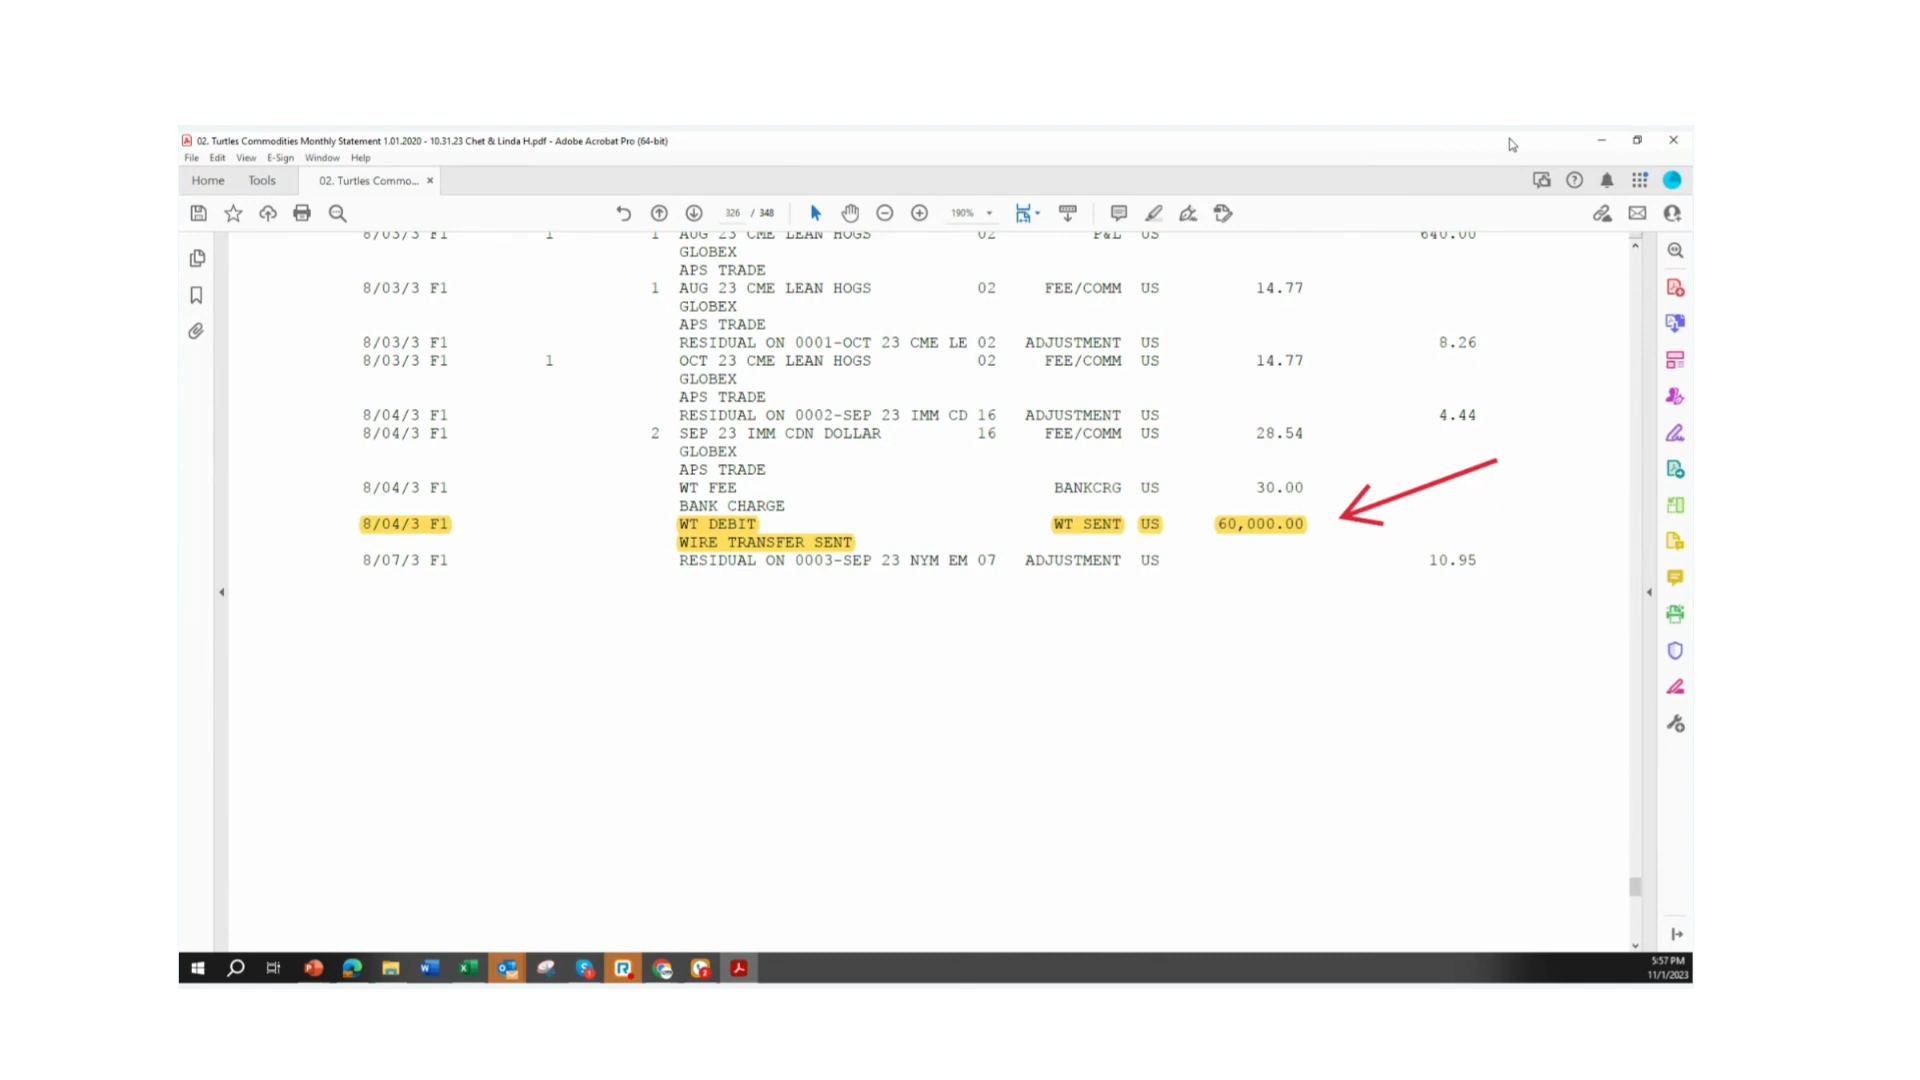 02. Turtles Commodities Monthly Statement 1.01.2020 - 10.31.23 Chet & Linda H.pdf - Adobe Acrobat Pro (64-bit)
File Edit View E-Sign Window Help
Home Tools 02. Turtles Commo... ×
326 / 348 190%
8/03/3 F1 1 1 AUG 23 CME LEAN HOGS 02 P&L US 640.00
GLOBEX
APS TRADE
8/03/3 F1 1 AUG 23 CME LEAN HOGS 02 FEE/COMM US 14.77
GLOBEX
APS TRADE
8/03/3 F1 RESIDUAL ON 0001-OCT 23 CME LE 02 ADJUSTMENT US 8.26
8/03/3 F1 1 OCT 23 CME LEAN HOGS 02 FEE/COMM US 14.77
GLOBEX
APS TRADE
8/04/3 F1 RESIDUAL ON 0002-SEP 23 IMM CD 16 ADJUSTMENT US 4.44
8/04/3 F1 2 SEP 23 IMM CDN DOLLAR 16 FEE/COMM US 28.54
GLOBEX
APS TRADE
8/04/3 F1 WT FEE BANKCRG US 30.00
BANK CHARGE
8/04/3 F1 WT DEBIT WT SENT US 60,000.00
WIRE TRANSFER SENT
8/07/3 F1 RESIDUAL ON 0003-SEP 23 NYM EM 07 ADJUSTMENT US 10.95
5:57 PM
11/1/2023